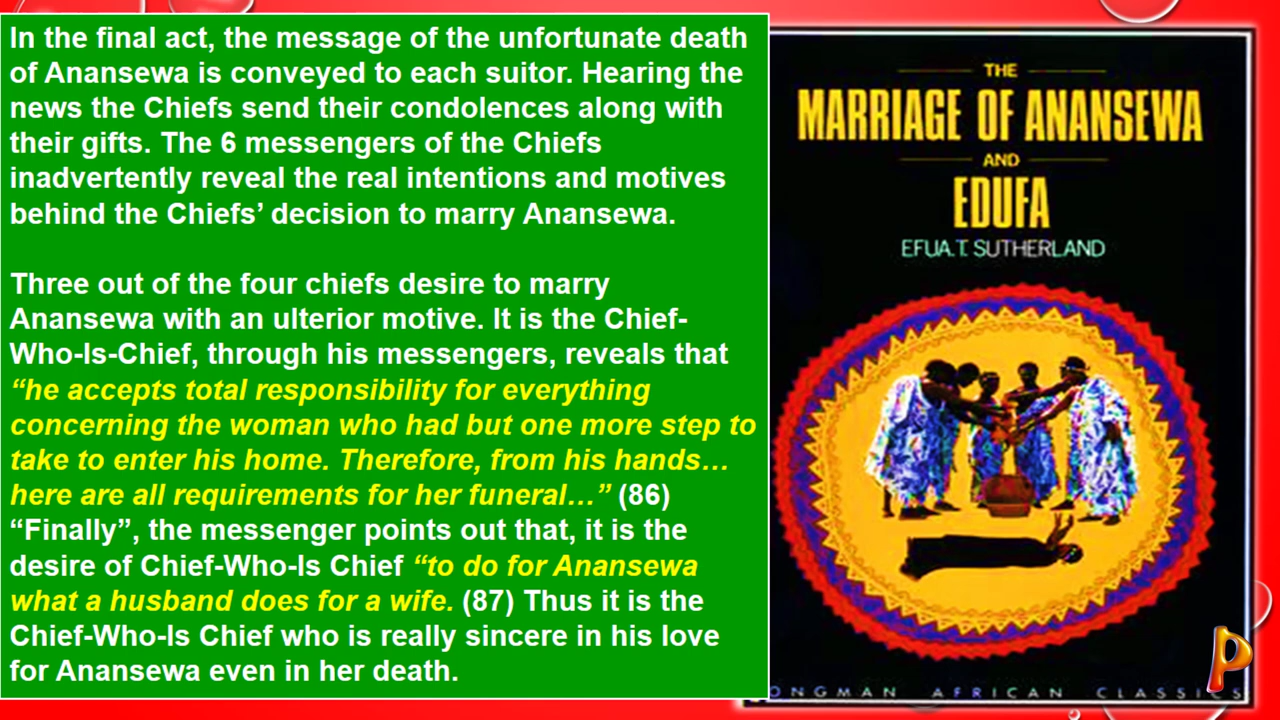 In the final act, the message of the unfortunate death
of Anansewa is conveyed to each suitor. Hearing the
news the Chiefs send their condolences along with
their gifts. The 6 messengers of the Chiefs
inadvertently reveal the real intentions and motives
behind the Chiefs’ decision to marry Anansewa.
Three out of the four chiefs desire to marry
Anansewa with an ulterior motive. It is the Chief-
Who-Is-Chief, through his messengers, reveals that
“he accepts total responsibility for everything
concerning the woman who had but one more step to
take to enter his home. Therefore, from his hands…
here are all requirements for her funeral…” (86)
“Finally”, the messenger points out that, it is the
desire of Chief-Who-Is Chief “to do for Anansewa
what a husband does for a wife. (87) Thus it is the
Chief-Who-Is Chief who is really sincere in his love
for Anansewa even in her death.
THE
MARRIAGE OF ANANSEWA
AND
EDUFA
EFUA.T. SUTHERLAND
ONGMAN AFRICAN CLASSICS
P